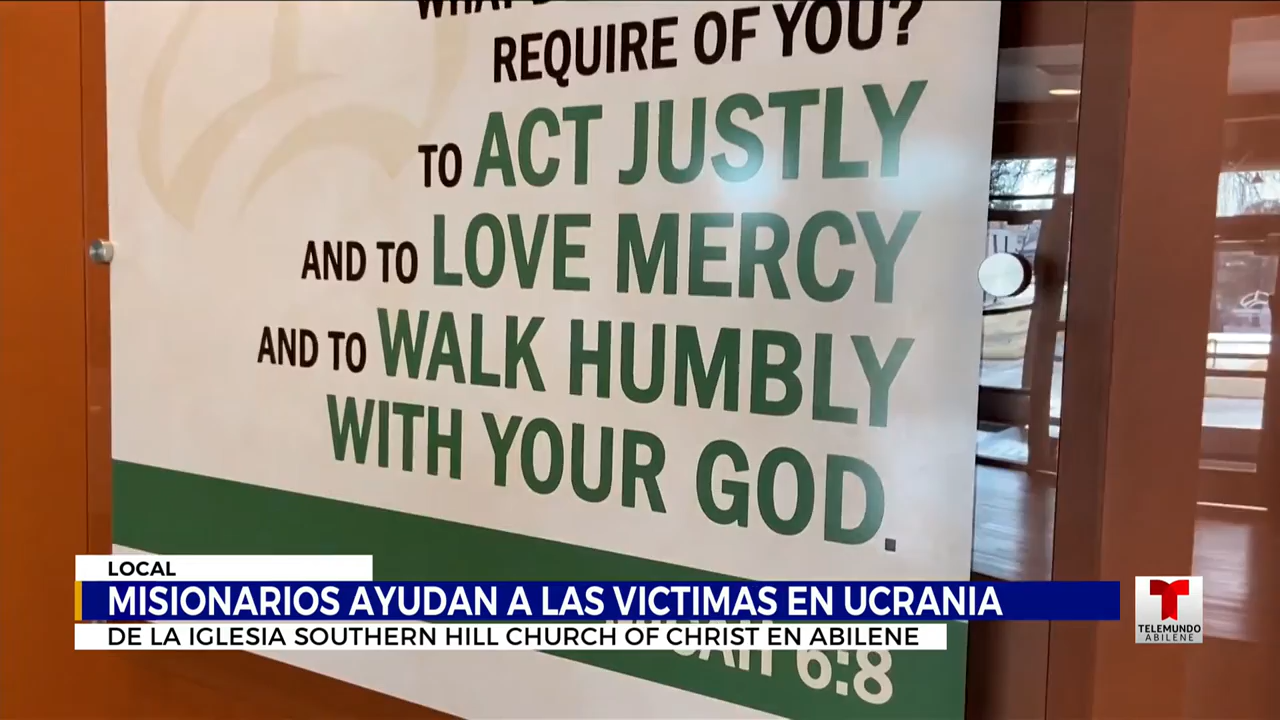 REQUIRE OF YOU?
TO ACT JUSTLY
AND TO LOVE MERCY
AND TO WALK HUMBLY
WITH YOUR GOD.
LOCAL
MISIONARIOS AYUDAN A LAS VICTIMAS EN UCRANIA
DE LA IGLESIA SOUTHERN HILL CHURCH OF CHRIST EN ABILENE
6:8
T
TELEMUNDO
ABILENE